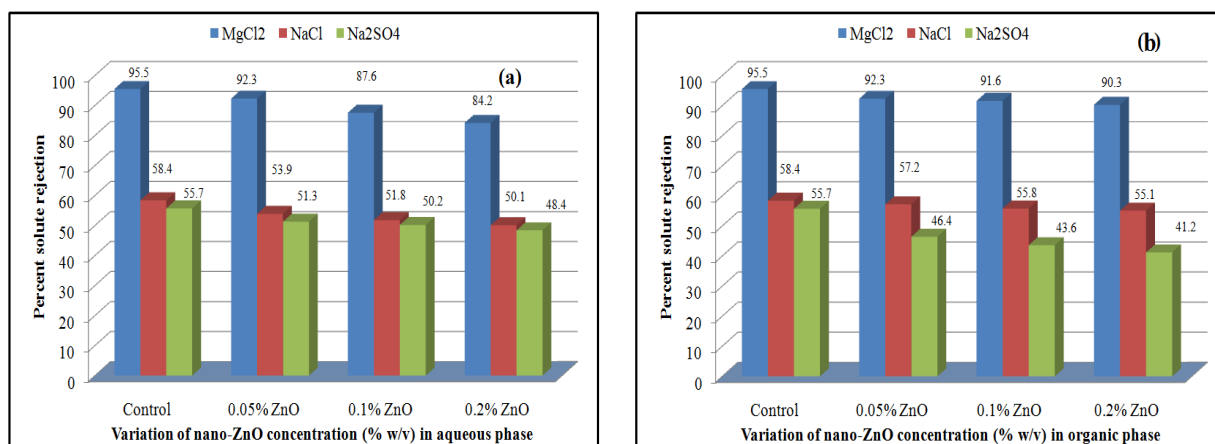 MgCl2 NaCl Na2SO4
(a)
Percent solute rejection
100
90
80
70
60
50
40
30
20
10
0
95.5 92.3 87.6 84.2
58.4 53.9 51.8 50.1
55.7 51.3 50.2 48.4
Control 0.05% ZnO 0.1% ZnO 0.2% ZnO
Variation of nano-ZnO concentration (% w/v) in aqueous phase
MgCl2 NaCl Na2SO4
(b)
Percent solute rejection
100
90
80
70
60
50
40
30
20
10
0
95.5 92.3 91.6 90.3
58.4 57.2 55.8 55.1
55.7 46.4 43.6 41.2
Control 0.05% ZnO 0.1% ZnO 0.2% ZnO
Variation of nano-ZnO concentration (% w/v) in organic phase